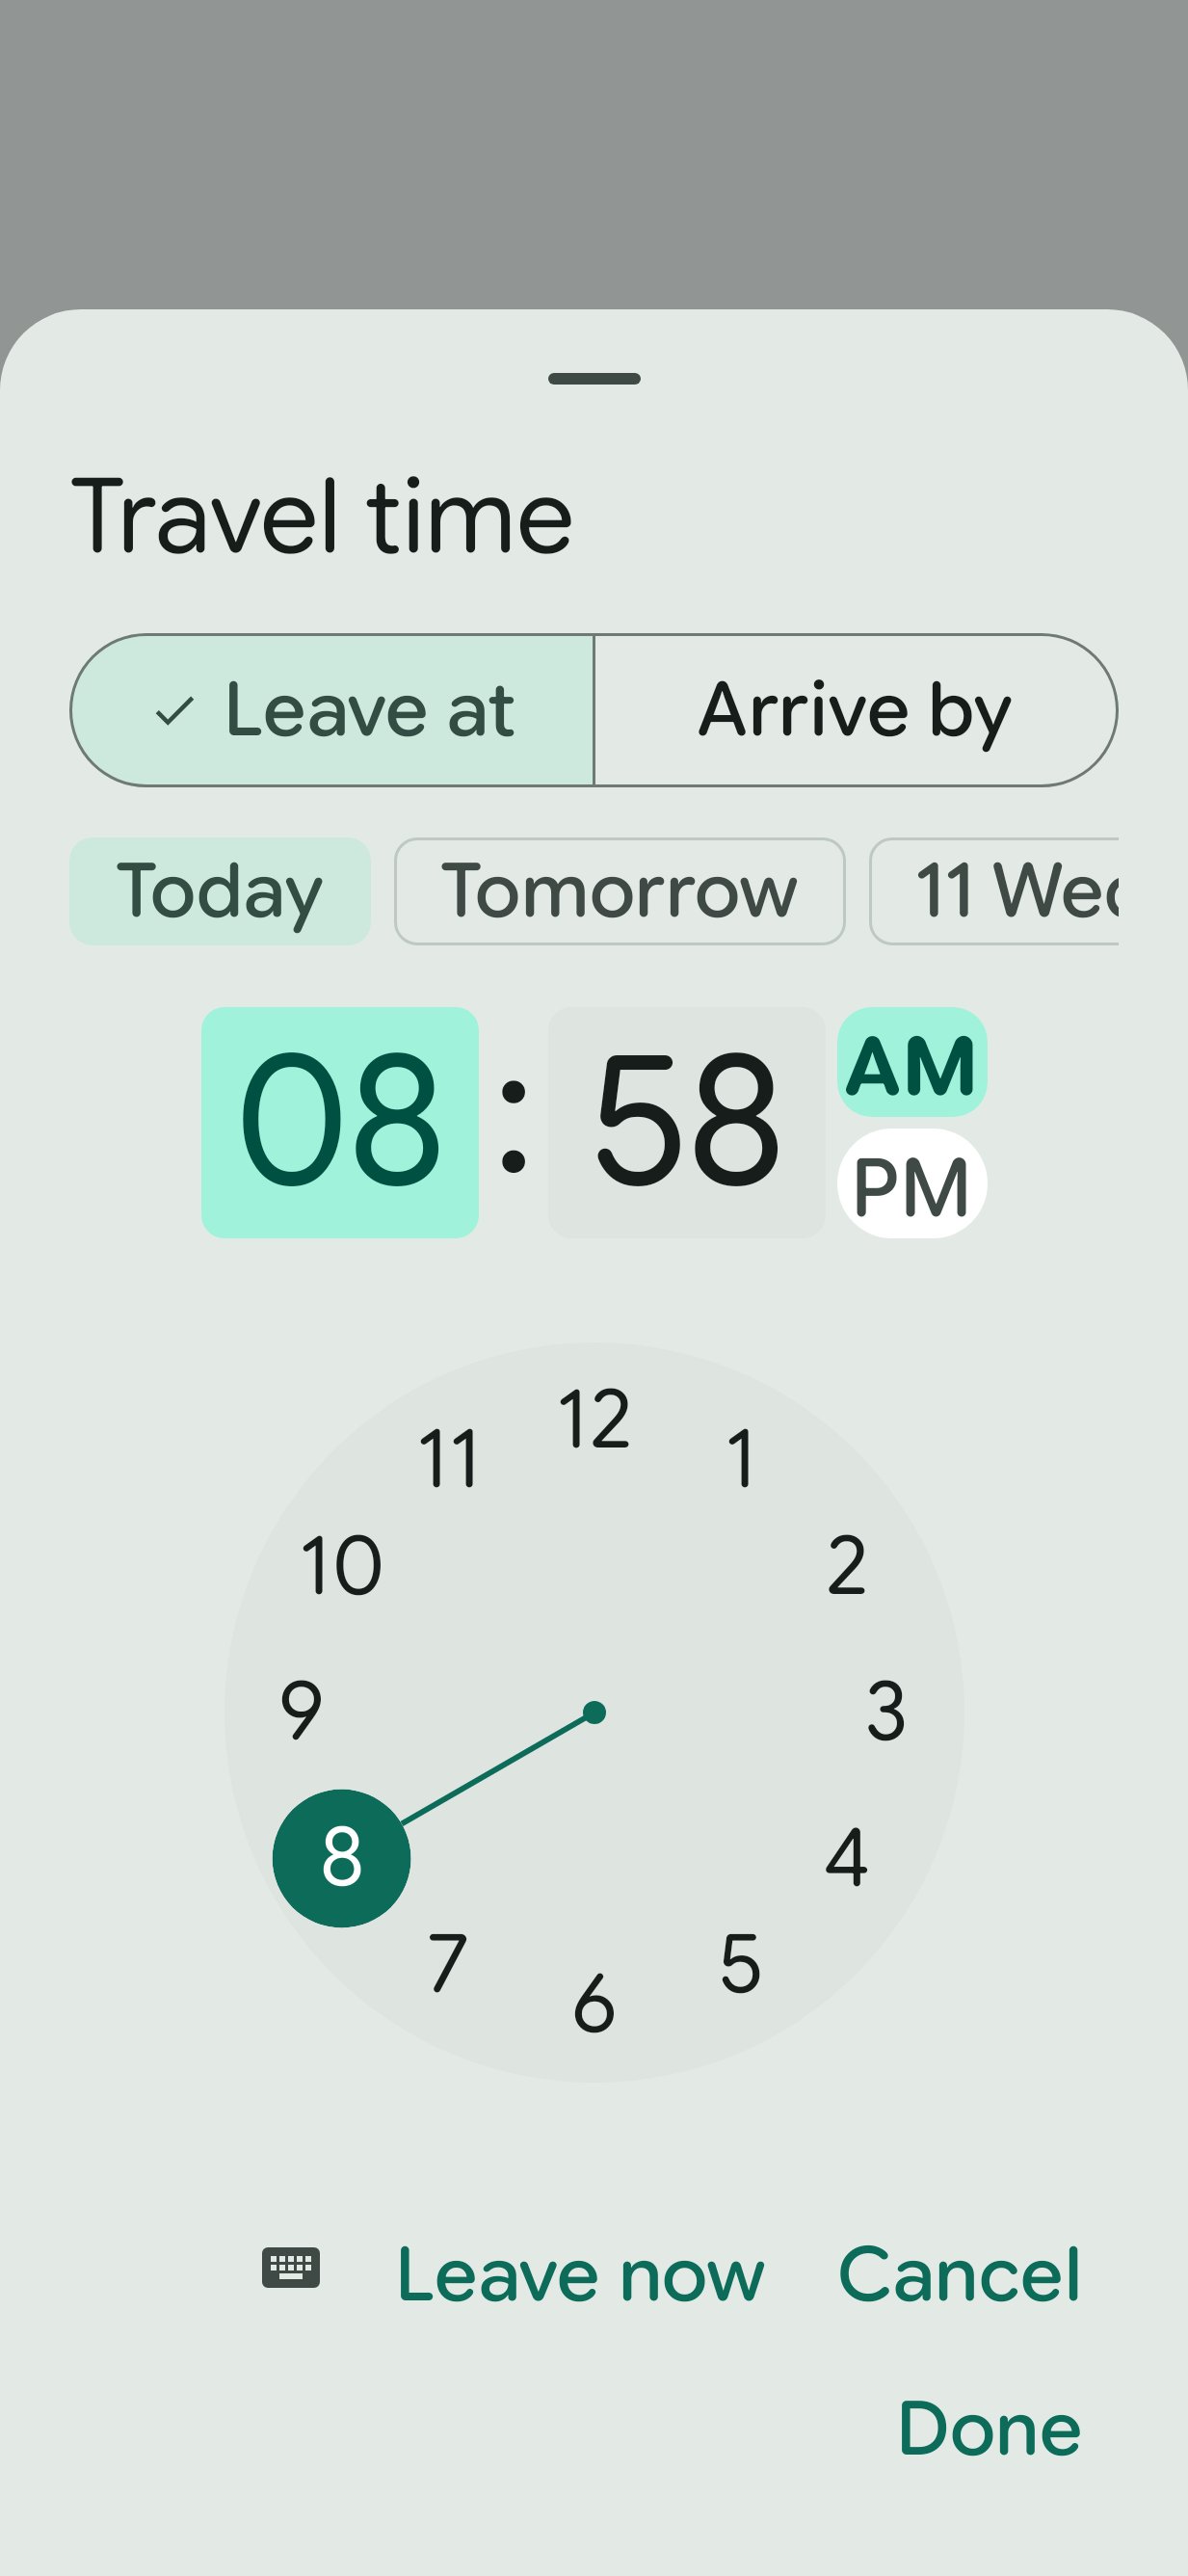 Travel time
Leave at Arrive by
Today Tomorrow 11 Wed
08 : 58 AM
PM
12
11 1
10 2
9 3
8 4
7 5
6
Leave now Cancel
Done